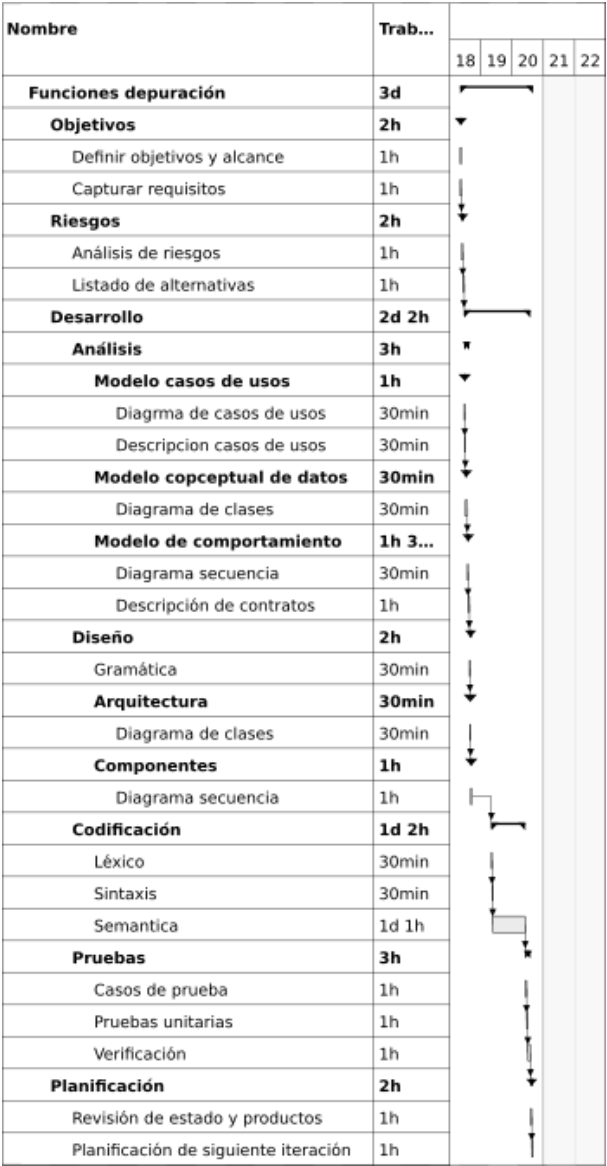 Nombre Trab...
18 19 20 21 22
Funciones depuración 3d
Objetivos 2h
Definir objetivos y alcance 1h
Capturar requisitos 1h
Riesgos 2h
Análisis de riesgos 1h
Listado de alternativas 1h
Desarrollo 2d 2h
Análisis 3h
Modelo casos de usos 1h
Diagrma de casos de usos 30min
Descripcion casos de usos 30min
Modelo copceptual de datos 30min
Diagrama de clases 30min
Modelo de comportamiento 1h 3...
Diagrama secuencia 30min
Descripción de contratos 1h
Diseño 2h
Gramática 30min
Arquitectura 30min
Diagrama de clases 30min
Componentes 1h
Diagrama secuencia 1h
Codificación 1d 2h
Léxico 30min
Sintaxis 30min
Semantica 1d 1h
Pruebas 3h
Casos de prueba 1h
Pruebas unitarias 1h
Verificación 1h
Planificación 2h
Revisión de estado y productos 1h
Planificación de siguiente iteración 1h